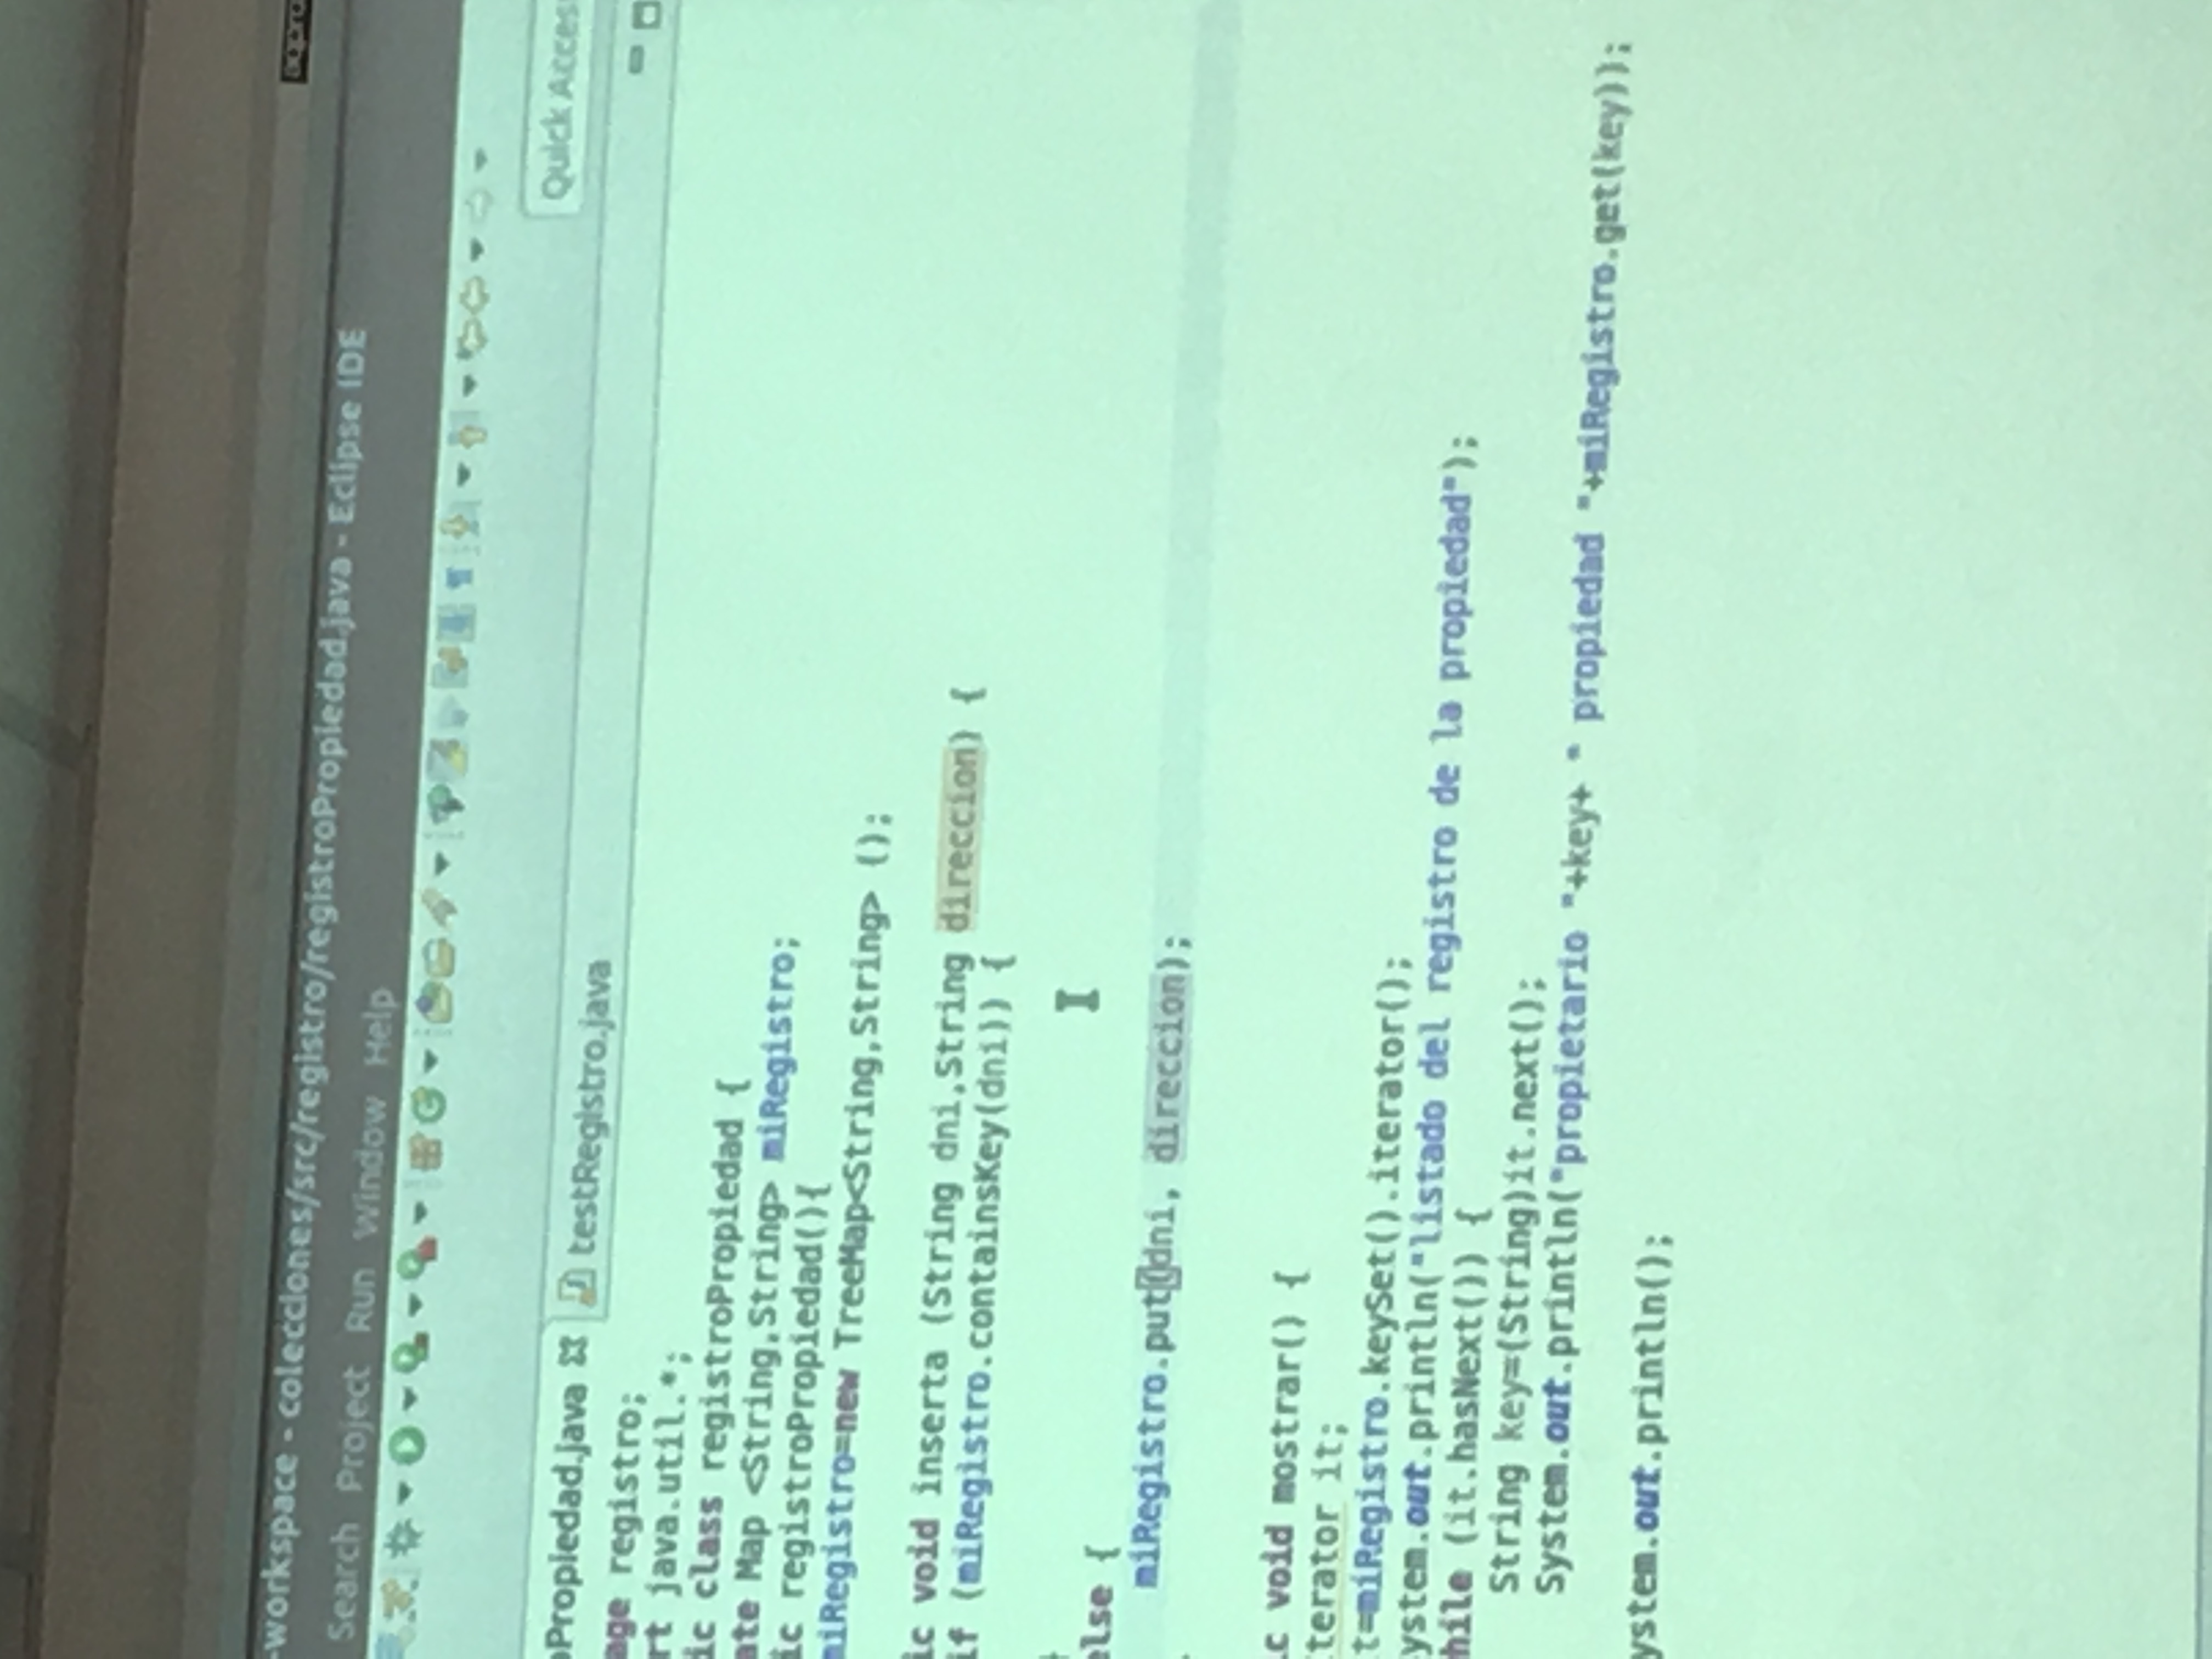 -workspace - colecciones/src/registro/registroPropiedad.java - Eclipse IDE
Search Project Run Window Help
Quick Acces
oPropiedad.java testRegistro.java
age registro;
rt java.util.*;
ic class registroPropiedad {
ate Map <String,String> miRegistro;
ic registroPropiedad(){
miRegistro=new TreeMap<String,String> ();
ic void inserta (String dni,String direccion) {
if (miRegistro.containsKey(dni)) {
}
else {
miRegistro.put(dni, direccion);
ic void mostrar() {
Iterator it;
t=miRegistro.keySet().iterator();
ystem.out.println("listado del registro de la propiedad");
hile (it.hasNext()) {
String key=(String)it.next();
System.out.println("propietario "+key+ " propiedad "+miRegistro.get(key));
ystem.out.println();